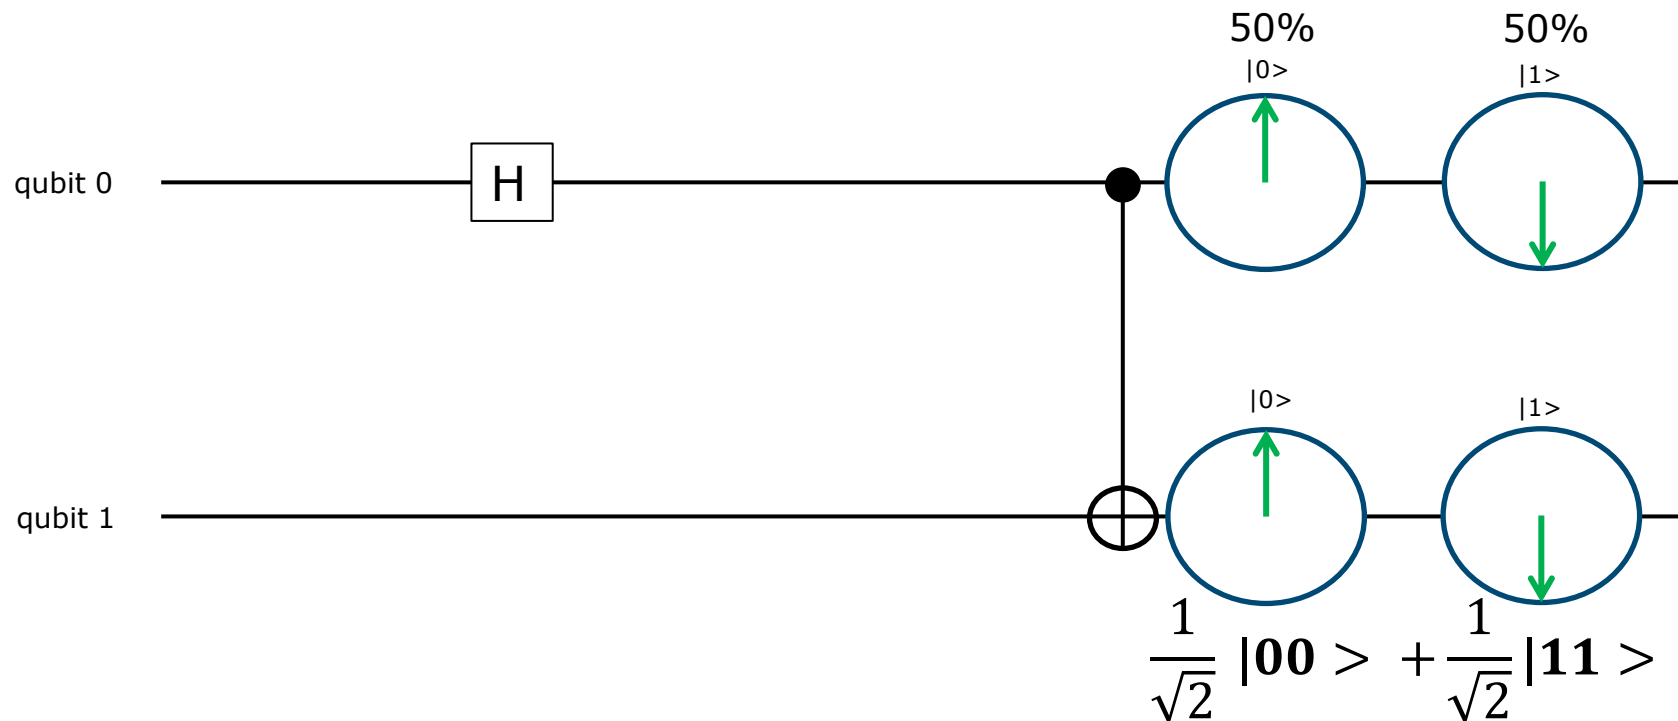 50% 50%
|0> |1>
qubit 0 H
|0> |1>
qubit 1
1/√2 |00 > + 1/√2 |11 >